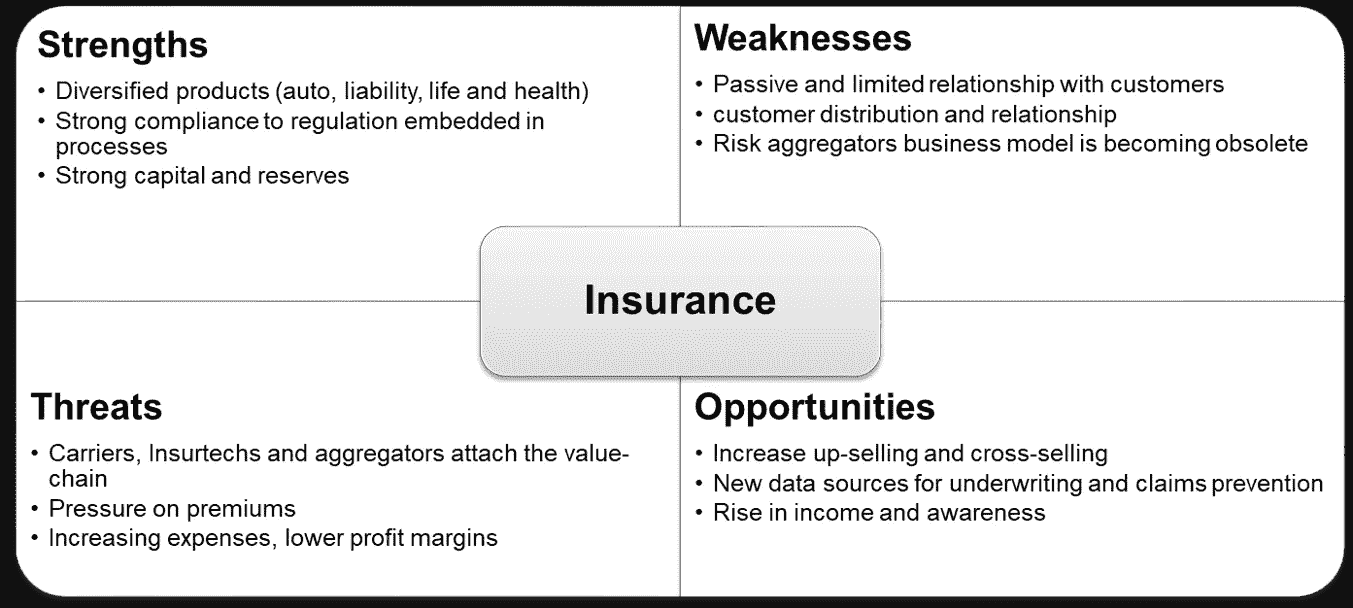 Strengths
• Diversified products (auto, liability, life and health)
• Strong compliance to regulation embedded in
processes
• Strong capital and reserves
Weaknesses
• Passive and limited relationship with customers
• customer distribution and relationship
• Risk aggregators business model is becoming obsolete
Insurance
Threats
• Carriers, Insurtechs and aggregators attach the value-
chain
• Pressure on premiums
• Increasing expenses, lower profit margins
Opportunities
• Increase up-selling and cross-selling
• New data sources for underwriting and claims prevention
• Rise in income and awareness